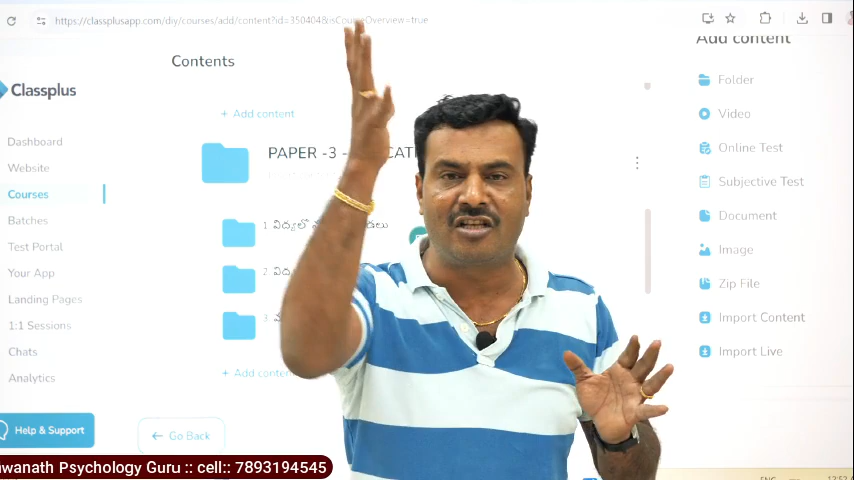 https://classplusapp.com/diy/courses/add/content?id=350404&isCourseOverview=true
Classplus
Dashboard
Website
Courses
Batches
Test Portal
Your App
Landing Pages
1:1 Sessions
Chats
Analytics
Help & Support
Contents
+ Add content
PAPER -3 -
1
2
+ Add content
← Go Back
Add content
Folder
Video
Online Test
Subjective Test
Document
Image
Zip File
Import Content
Import Live
Psychology Guru :: cell:: 7893194545
ENG